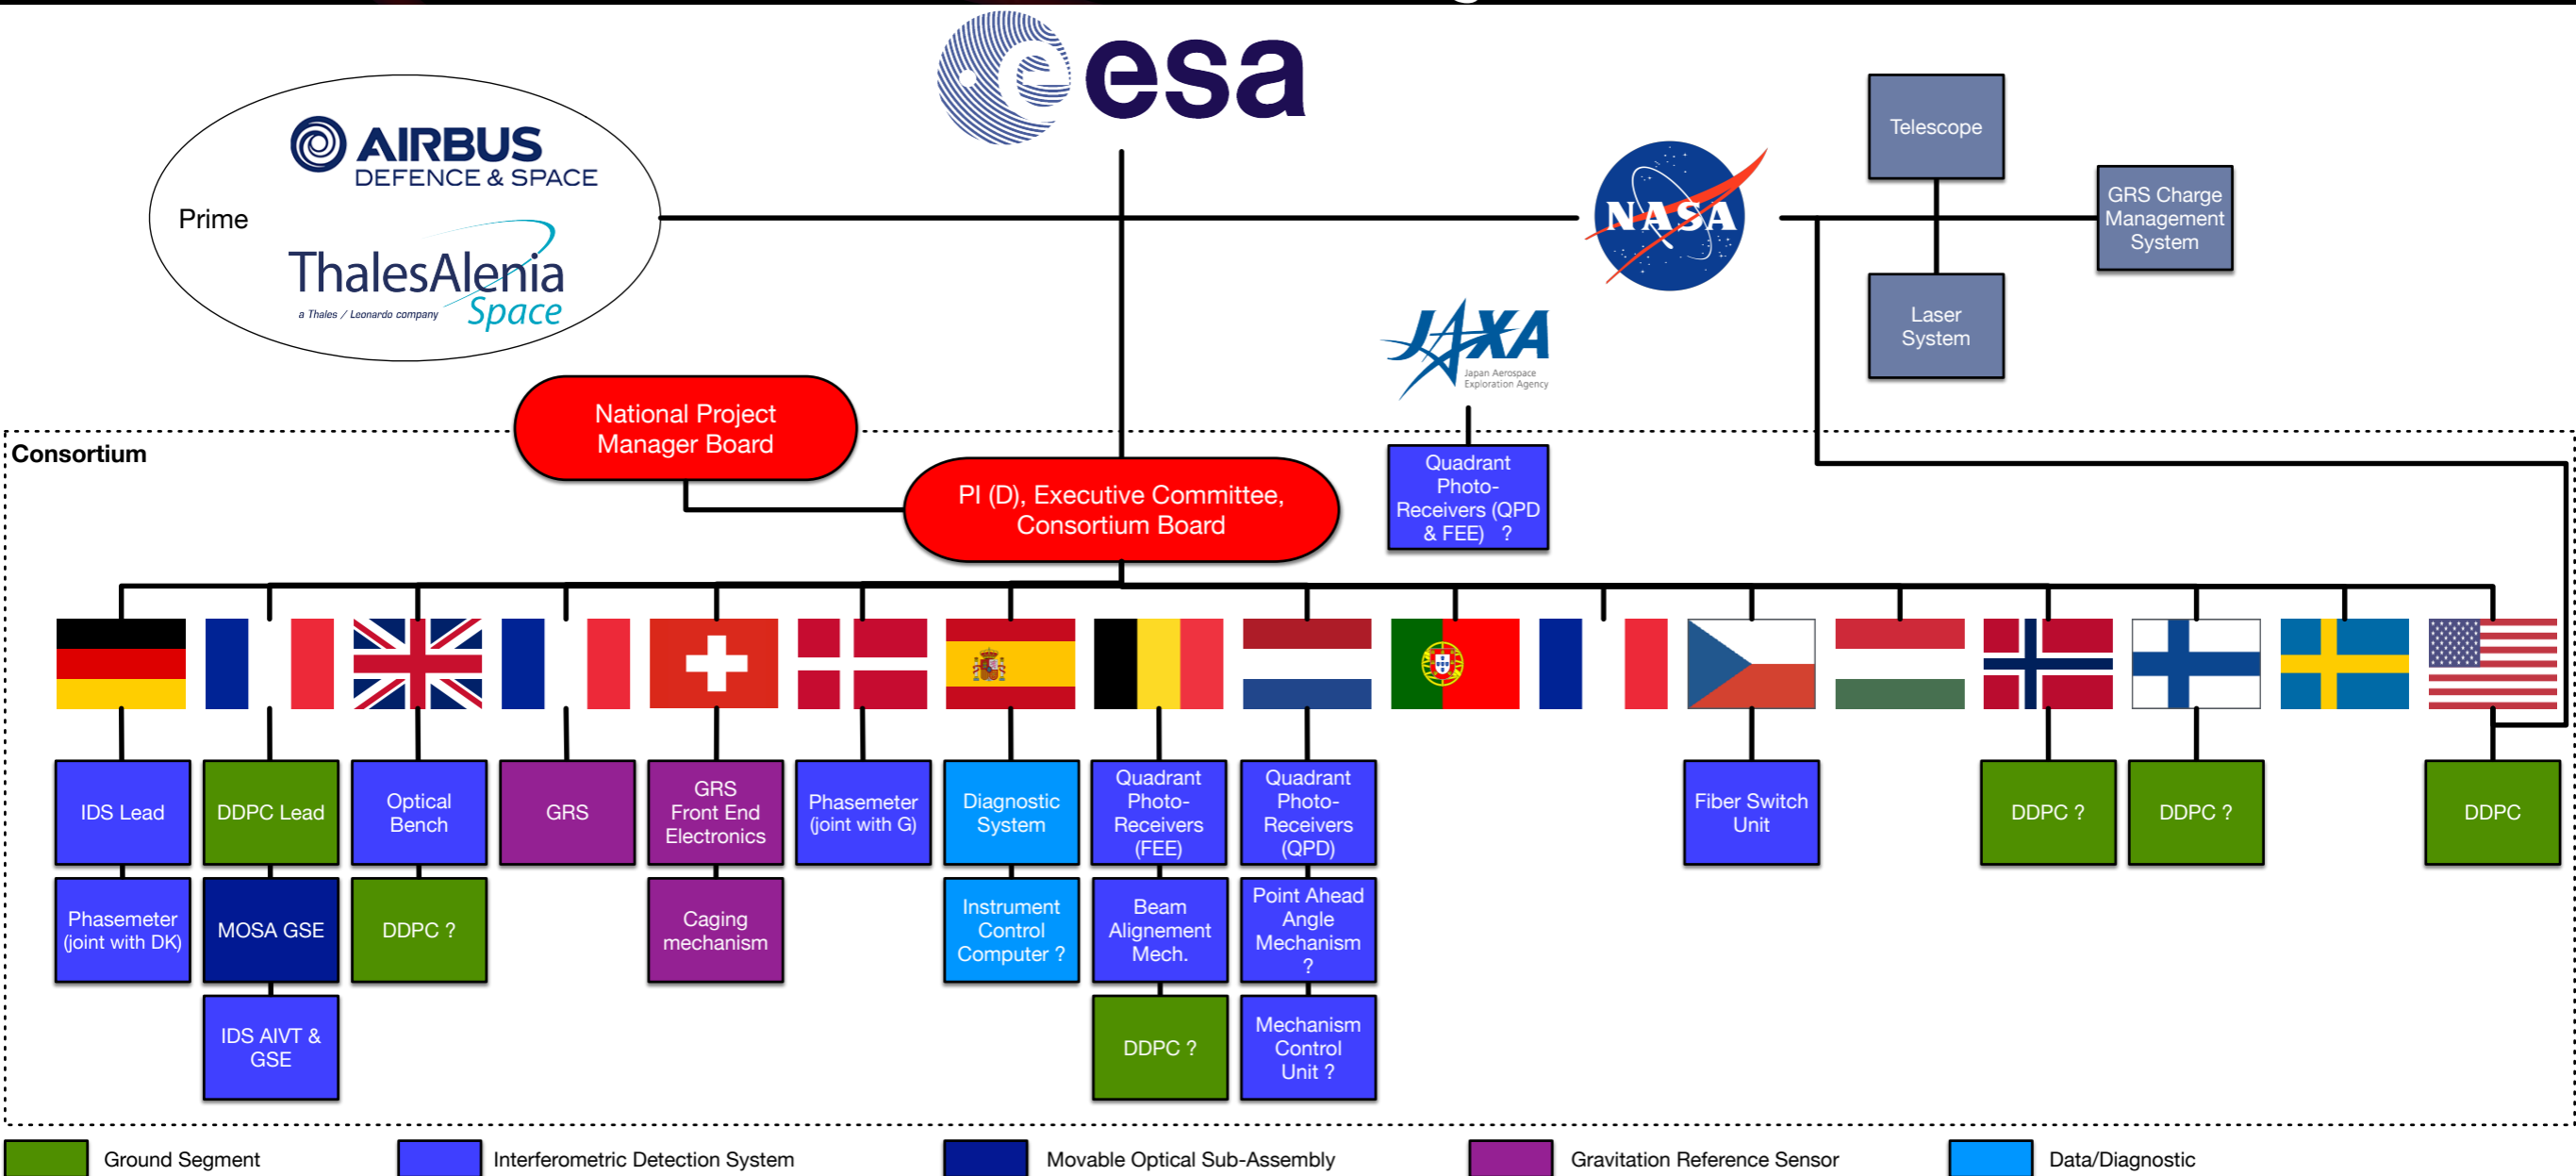 esa
AIRBUS
DEFENCE & SPACE
Prime
ThalesAlenia
a Thales / Leonardo company
Space
NASA
Telescope
GRS Charge
Management
System
Laser
System
JAXA
Japan Aerospace
Exploration Agency
National Project
Manager Board
Consortium
PI (D), Executive Committee,
Consortium Board
Quadrant
Photo-
Receivers (QPD
& FEE) ?
IDS Lead
Phasemeter
(joint with DK)
DDPC Lead
MOSA GSE
IDS AIVT &
GSE
Optical
Bench
DDPC ?
GRS
GRS
Front End
Electronics
Caging
mechanism
Phasemeter
(joint with G)
Diagnostic
System
Instrument
Control
Computer ?
Quadrant
Photo-
Receivers
(FEE)
Beam
Alignement
Mech.
DDPC ?
Quadrant
Photo-
Receivers
(QPD)
Point Ahead
Angle
Mechanism
?
Mechanism
Control
Unit ?
Fiber Switch
Unit
DDPC ?
DDPC ?
DDPC
Ground Segment
Interferometric Detection System
Movable Optical Sub-Assembly
Gravitation Reference Sensor
Data/Diagnostic